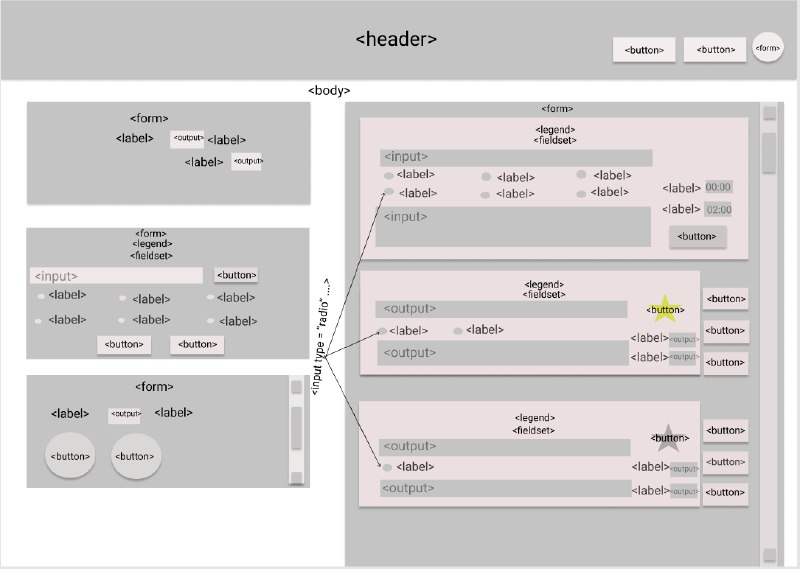 <header>
<button> <button> <form>
<body>
<form>
<label> <output> <label>
<label> <output>
<form>
<legend>
<fieldset>
<input> <button>
<label> <label> <label>
<label> <label> <label>
<button> <button>
<form>
<label> <output> <label>
<button> <button>
<input type = "radio" ....>
<form>
<legend>
<fieldset>
<input>
<label> <label> <label>
<label> <label> <label>
<label> 00:00
<input>
<label> 02:00
<button>
<legend>
<fieldset>
<output> <button> <button>
<label> <label>
<label> <output> <button>
<output>
<label> <output> <button>
<legend>
<fieldset>
<output> <button> <button>
<label> <label> <output> <button>
<output> <label> <output> <button>